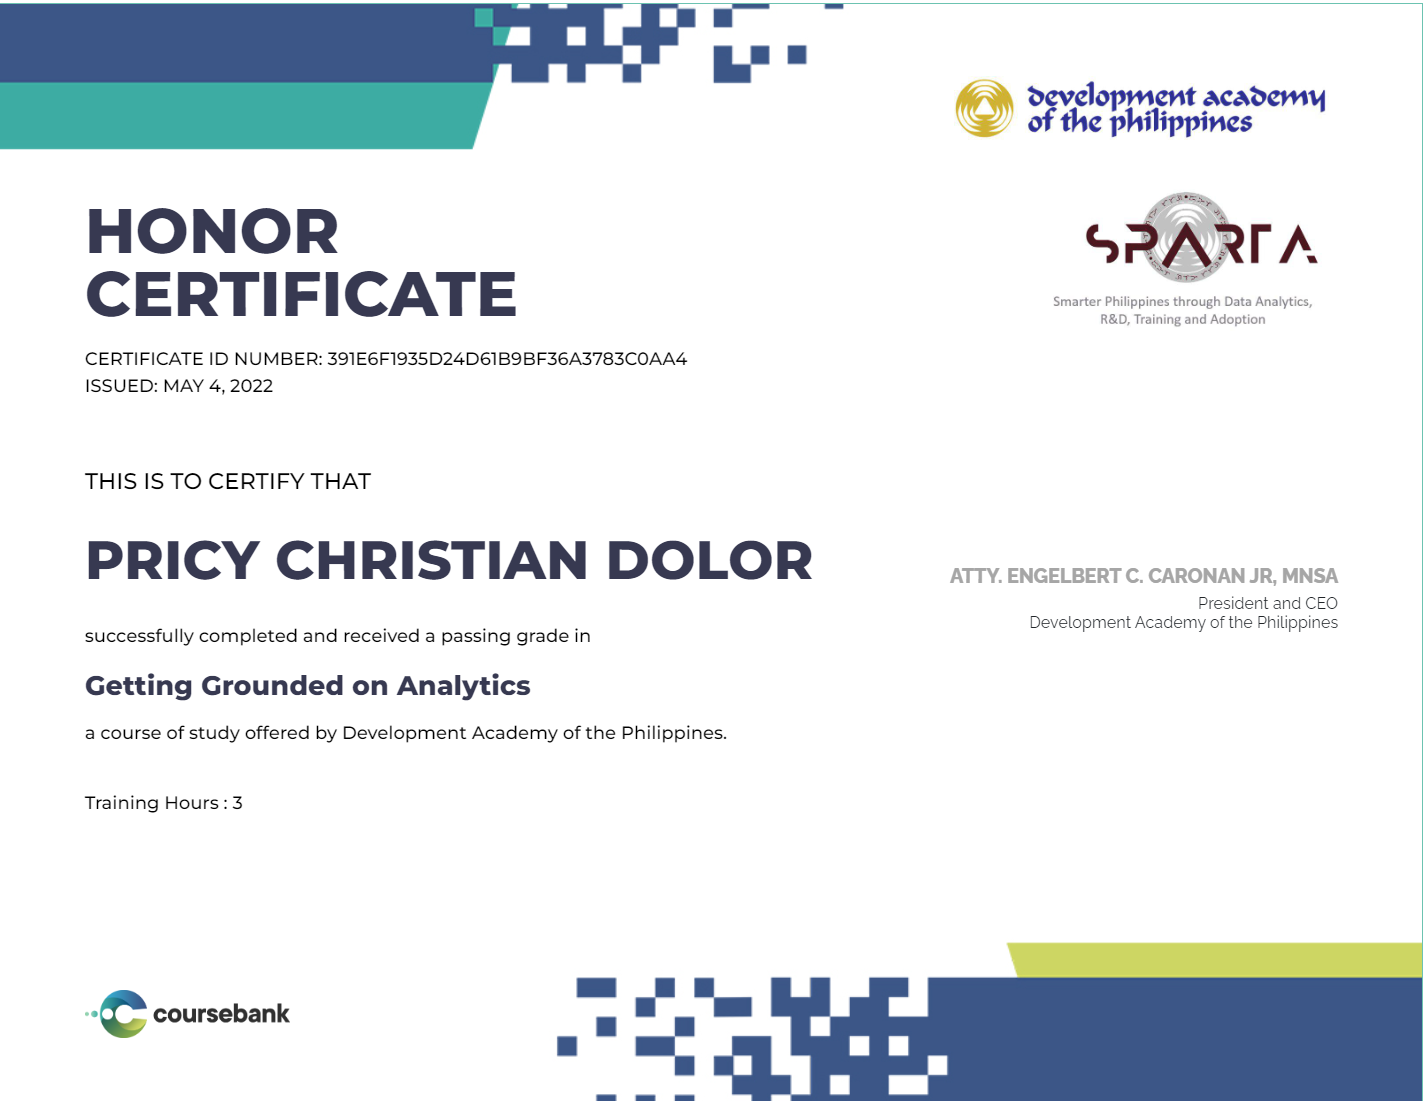 development academy
of the philippines
SPARTA
Smarter Philippines through Data Analytics,
R&D, Training and Adoption
HONOR
CERTIFICATE
CERTIFICATE ID NUMBER: 391E6F1935D24D61B9BF36A3783C0AA4
ISSUED: MAY 4, 2022
THIS IS TO CERTIFY THAT
PRICY CHRISTIAN DOLOR
successfully completed and received a passing grade in
Getting Grounded on Analytics
a course of study offered by Development Academy of the Philippines.
Training Hours : 3
ATTY. ENGELBERT C. CARONAN JR, MNSA
President and CEO
Development Academy of the Philippines
coursebank